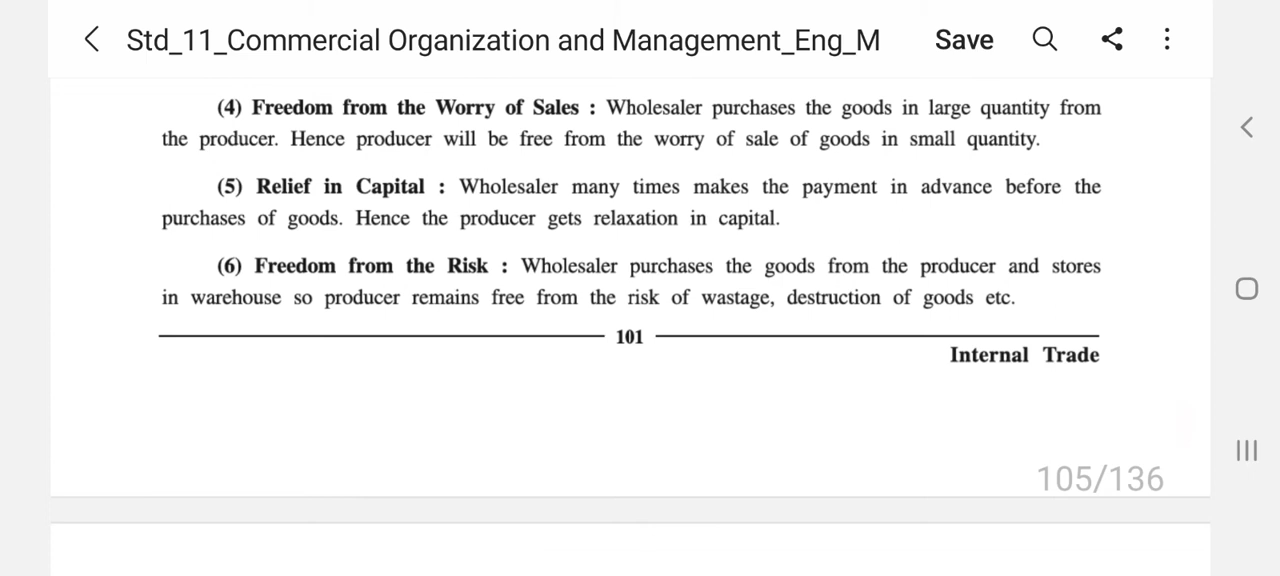 Std_11_Commercial Organization and Management_Eng_M Save
(4) Freedom from the Worry of Sales : Wholesaler purchases the goods in large quantity from
the producer. Hence producer will be free from the worry of sale of goods in small quantity.
(5) Relief in Capital : Wholesaler many times makes the payment in advance before the
purchases of goods. Hence the producer gets relaxation in capital.
(6) Freedom from the Risk : Wholesaler purchases the goods from the producer and stores
in warehouse so producer remains free from the risk of wastage, destruction of goods etc.
101
Internal Trade
105/136